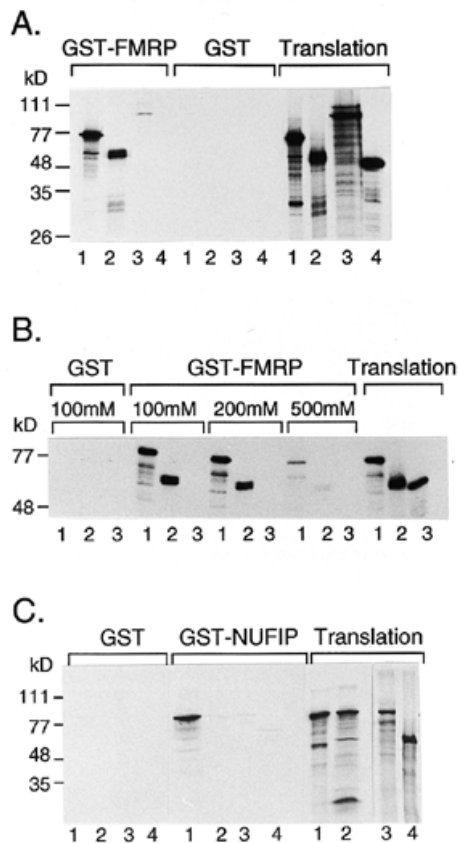 A.
GST-FMRP GST Translation
kD
111
77
48
35
26
1 2 3 4 1 2 3 4 1 2 3 4
B.
GST GST-FMRP Translation
100mM 100mM 200mM 500mM
kD
77
48
1 2 3 1 2 3 1 2 3 1 2 3 1 2 3
C.
GST GST-NUFIP Translation
kD
111
77
48
35
1 2 3 4 1 2 3 4 1 2 3 4